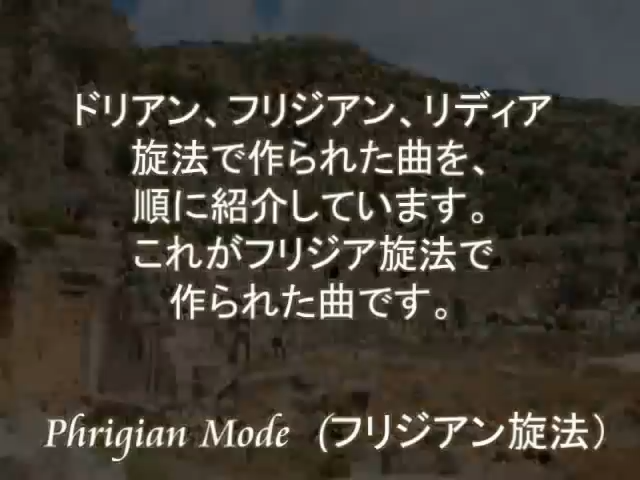 ドリアン、フリジアン、リディア
旋法で作られた曲を、
順に紹介しています。
これがフリジア旋法で
作られた曲です。
Phrigian Mode (フリジアン旋法)